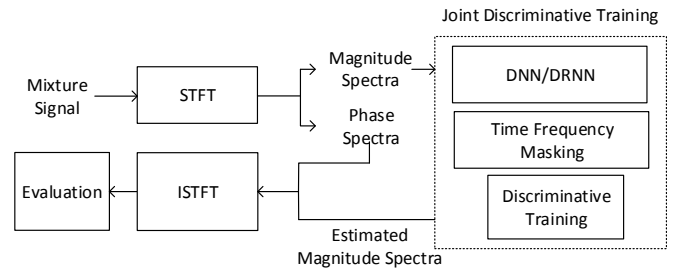 Joint Discriminative Training
Mixture
Signal
STFT
Magnitude
Spectra
Phase
Spectra
DNN/DRNN
Time Frequency
Masking
Discriminative
Training
Evaluation
ISTFT
Estimated
Magnitude Spectra